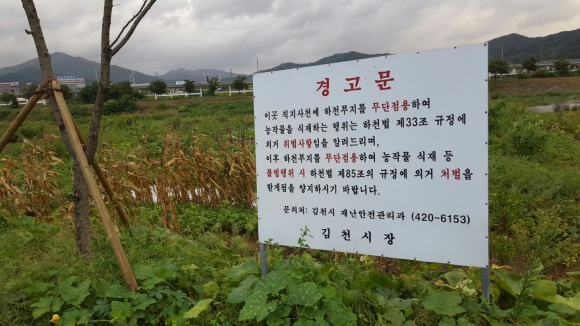 경고문
이곳 직지사천에 하천부지를 무단점용하여
농작물을 식재하는 행위는 하천법 제33조 규정에
의거 위법사항임을 알려드리며,
이후 하천부지를 무단점용하여 농작물 식재 등
불법행위 시 하천법 제85조의 규정에 의거 처벌을
받게됨을 양지하시기 바랍니다.
문의처: 김천시 재난안전관리과 (420-6153)
김천시장